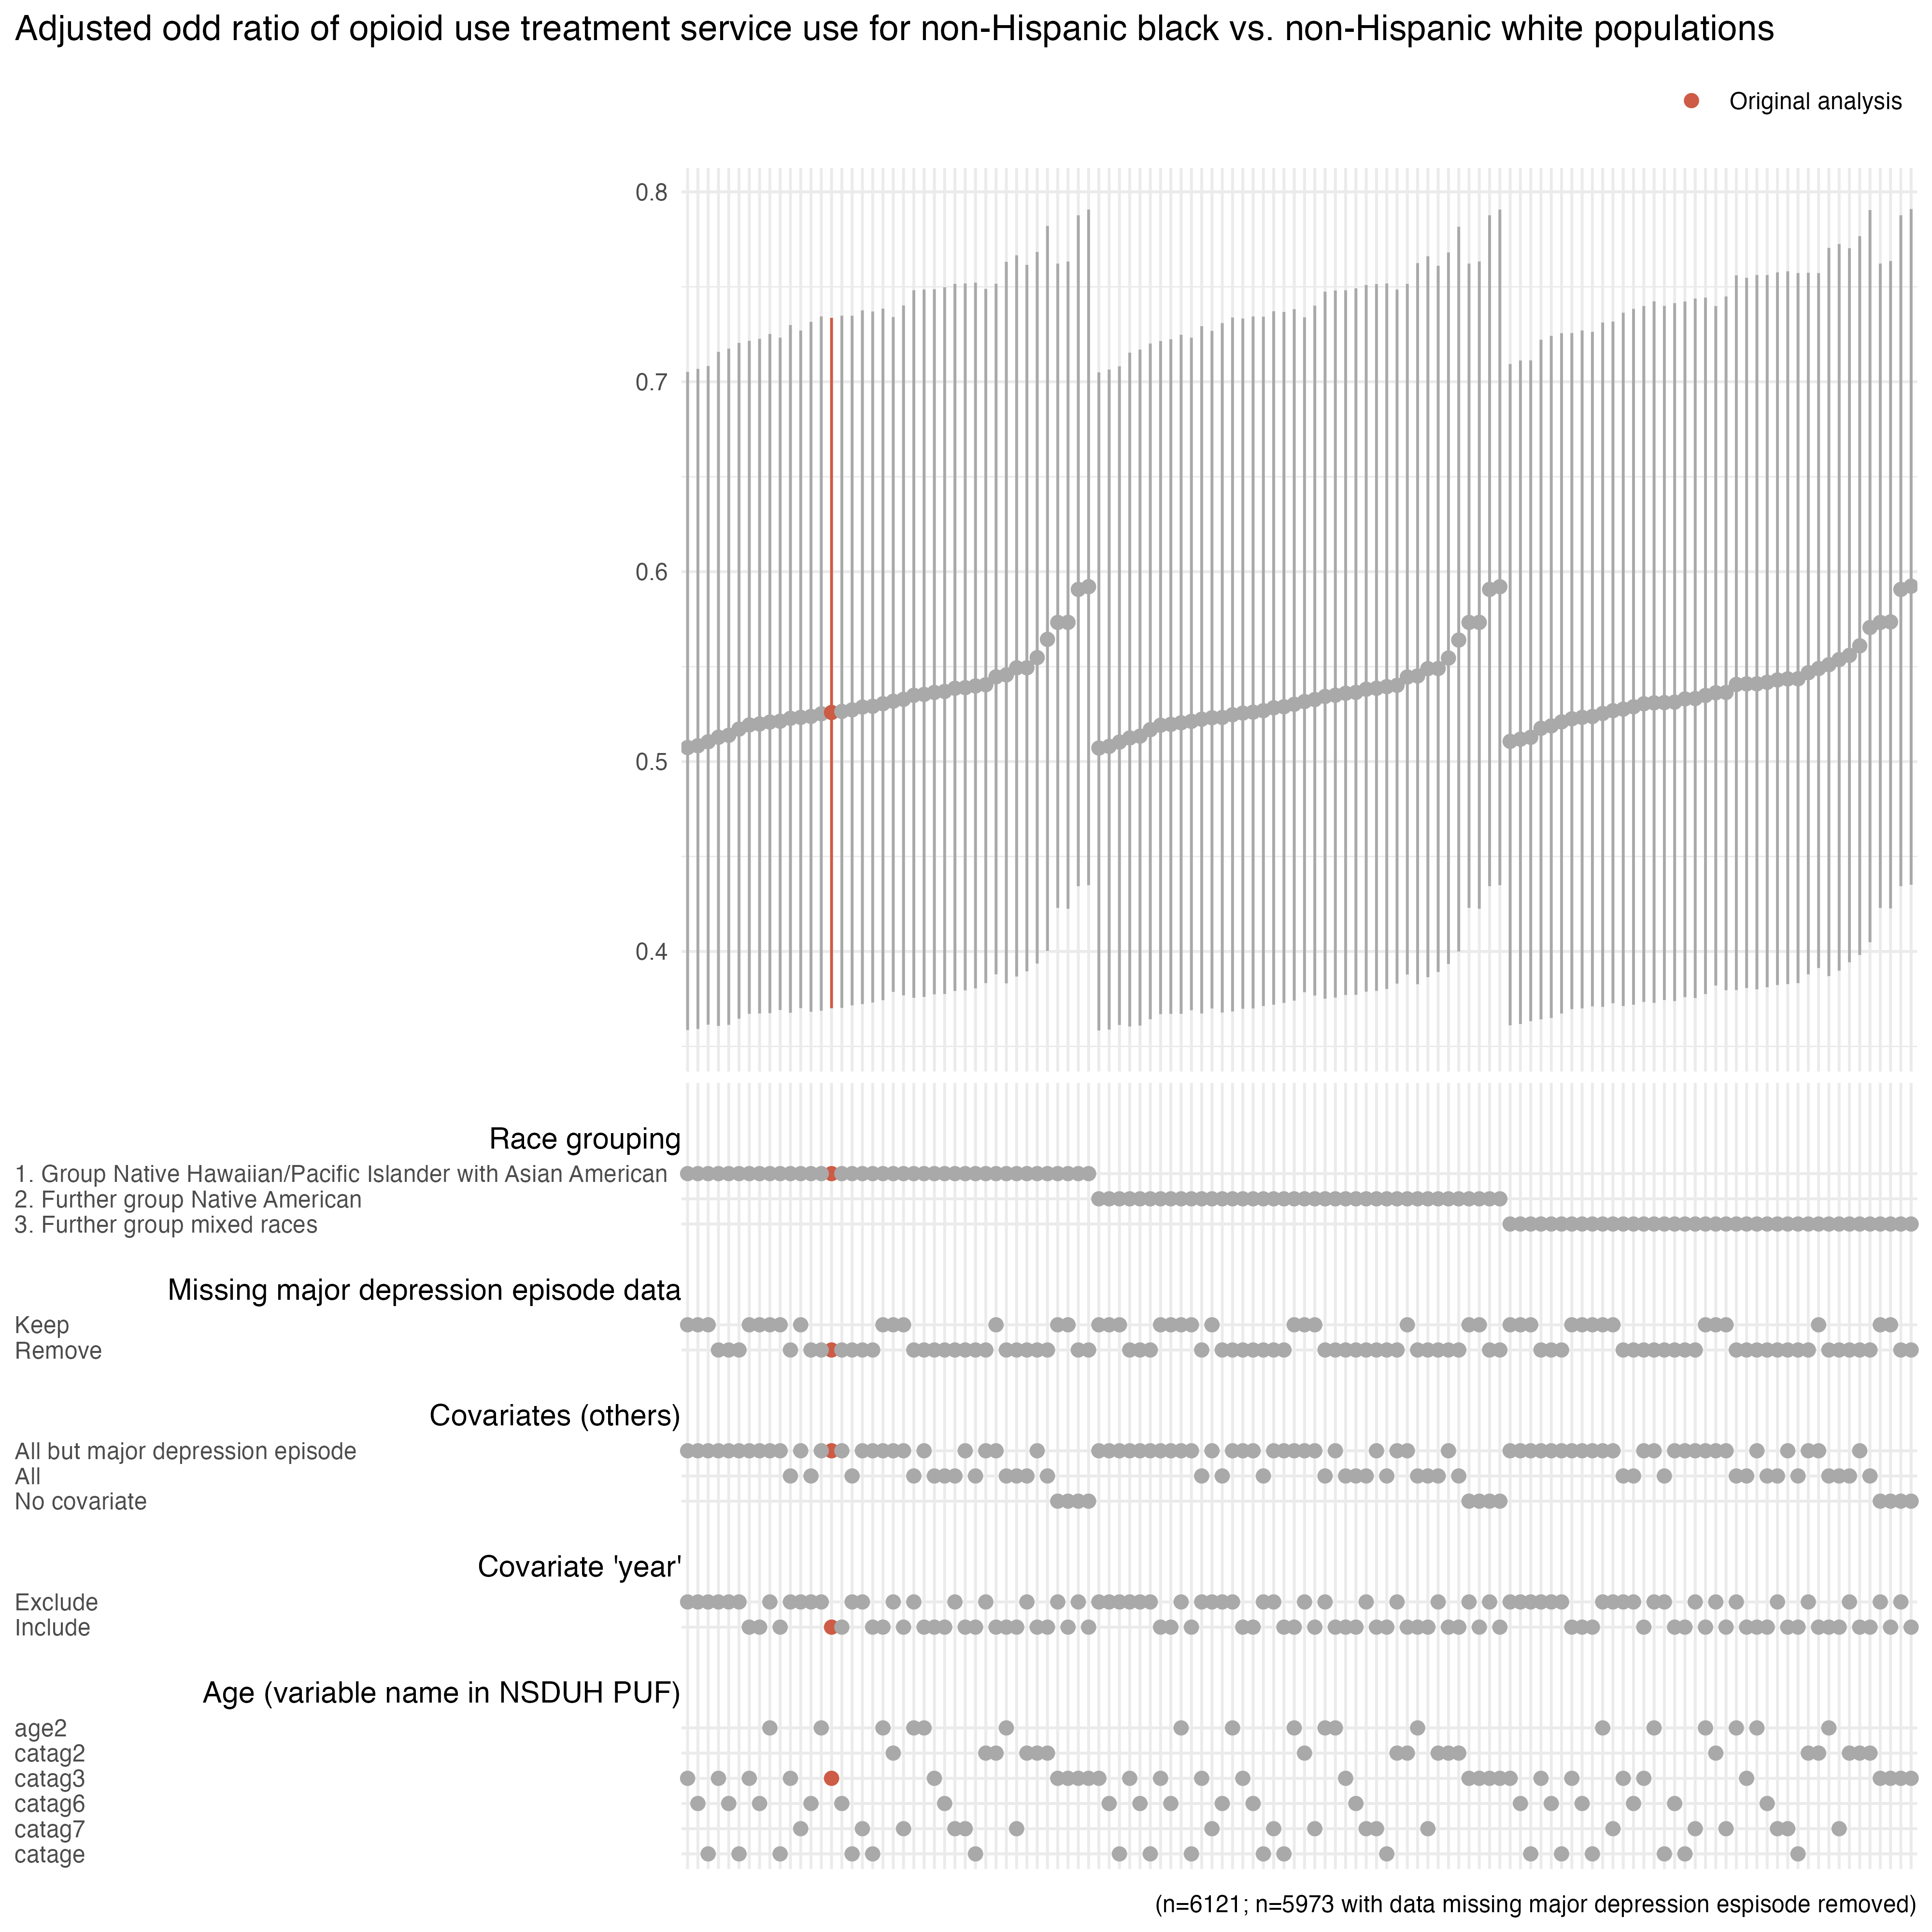 Adjusted odd ratio of opioid use treatment service use for non-Hispanic black vs. non-Hispanic white populations
Original analysis
0.8
0.7
0.6
0.5
0.4
Race grouping
1. Group Native Hawaiian/Pacific Islander with Asian American
2. Further group Native American
3. Further group mixed races
Missing major depression episode data
Keep
Remove
Covariates (others)
All but major depression episode
All
No covariate
Covariate 'year'
Exclude
Include
Age (variable name in NSDUH PUF)
age2
catag2
catag3
catag6
catag7
catage
(n=6121; n=5973 with data missing major depression espisode removed)